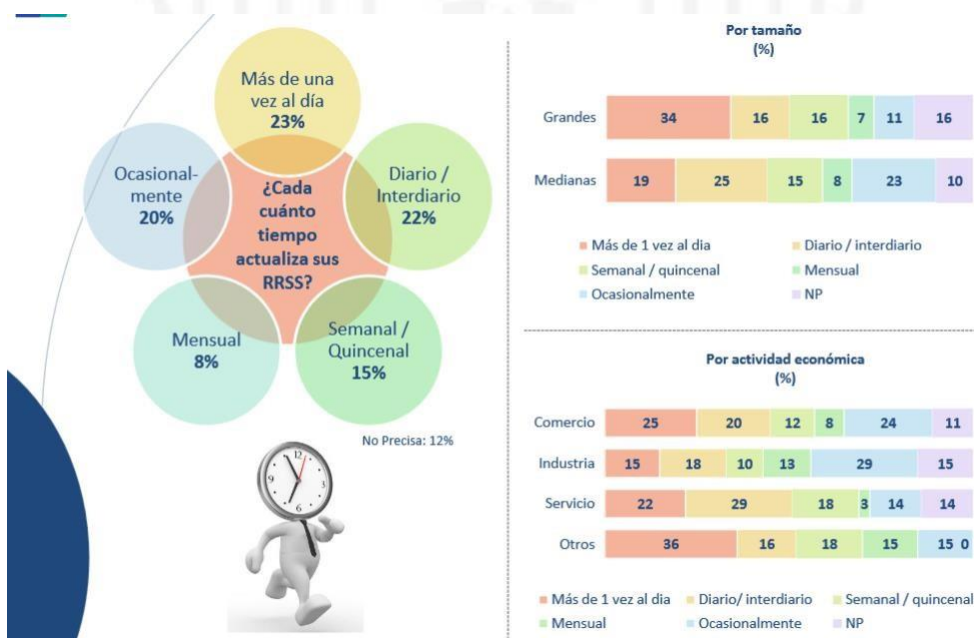 Más de una
vez al día
23%
Ocasional-
mente
20%
¿Cada
cuánto
tiempo
actualiza sus
RRSS?
Diario /
Interdiario
22%
Mensual
8%
Semanal /
Quincenal
15%
No Precisa: 12%
12
3
6
9
Por tamaño
(%)
Grandes 34 16 16 7 11 16
Medianas 19 25 15 8 23 10
Más de 1 vez al dia Diario / interdiario
Semanal / quincenal Mensual
Ocasionalmente NP
Por actividad económica
(%)
Comercio 25 20 12 8 24 11
Industria 15 18 10 13 29 15
Servicio 22 29 18 3 14 14
Otros 36 16 18 15 15 0
Más de 1 vez al dia Diario/ interdiario Semanal / quincenal
Mensual Ocasionalmente NP